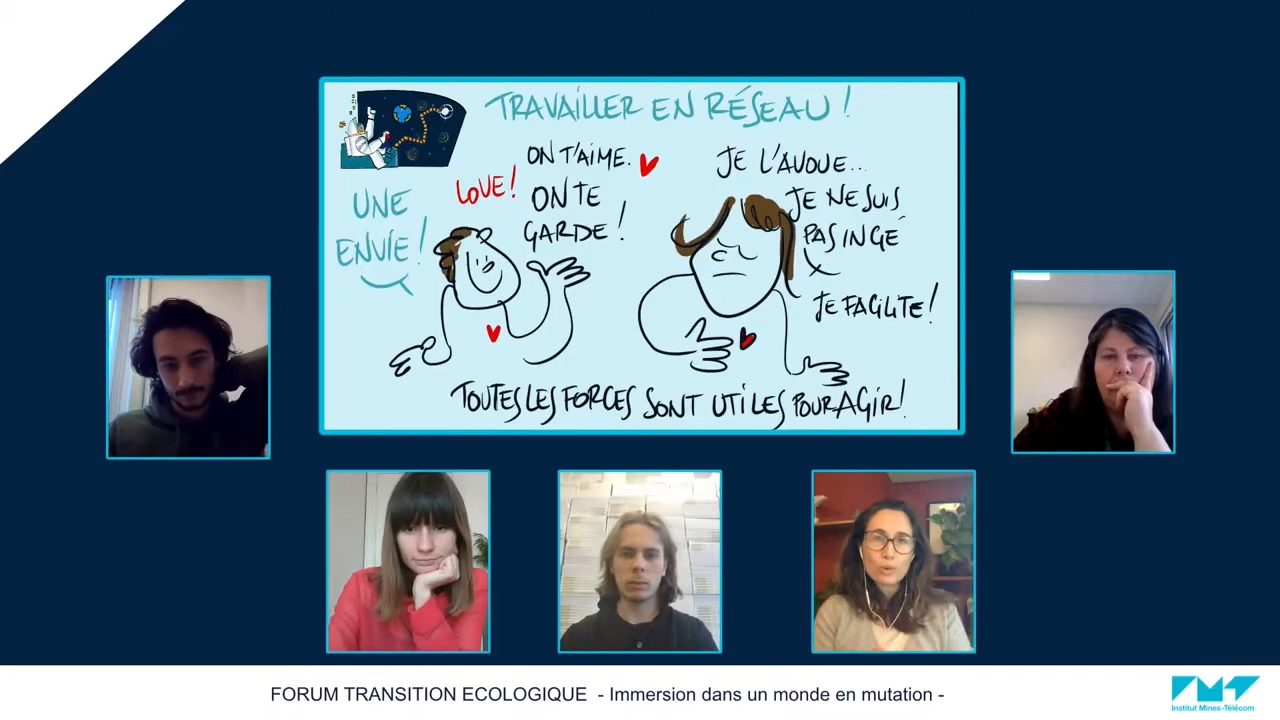 TRAVAILLER EN RÉSEAU !
UNE
ENVIE !
LOVE !
ON T'AIME.
ON TE
GARDE !
JE L'AVOUE...
JE NE SUIS
PAS INGÉ
JE FACILITE !
TOUTES LES FORCES SONT UTILES POUR AGIR !
FORUM TRANSITION ECOLOGIQUE - Immersion dans un monde en mutation -
Institut Mines-Télécom